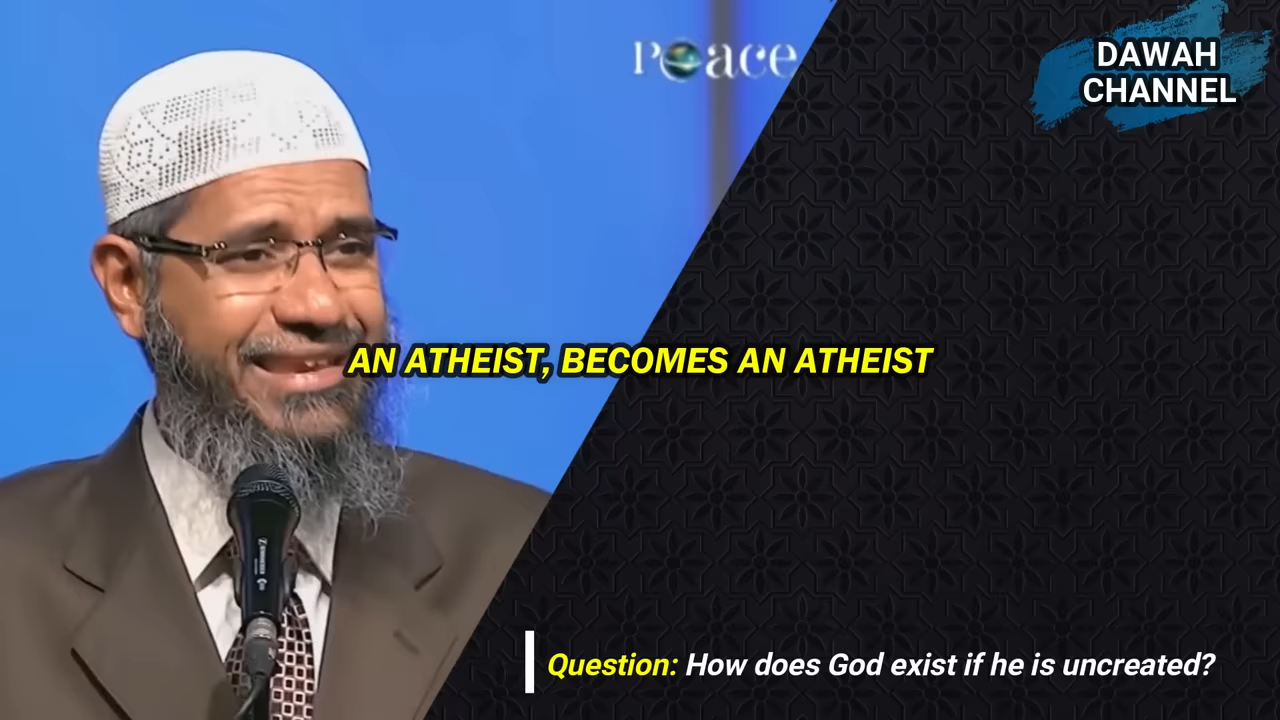 Peace
DAWAH
CHANNEL
AN ATHEIST, BECOMES AN ATHEIST
Question: How does God exist if he is uncreated?